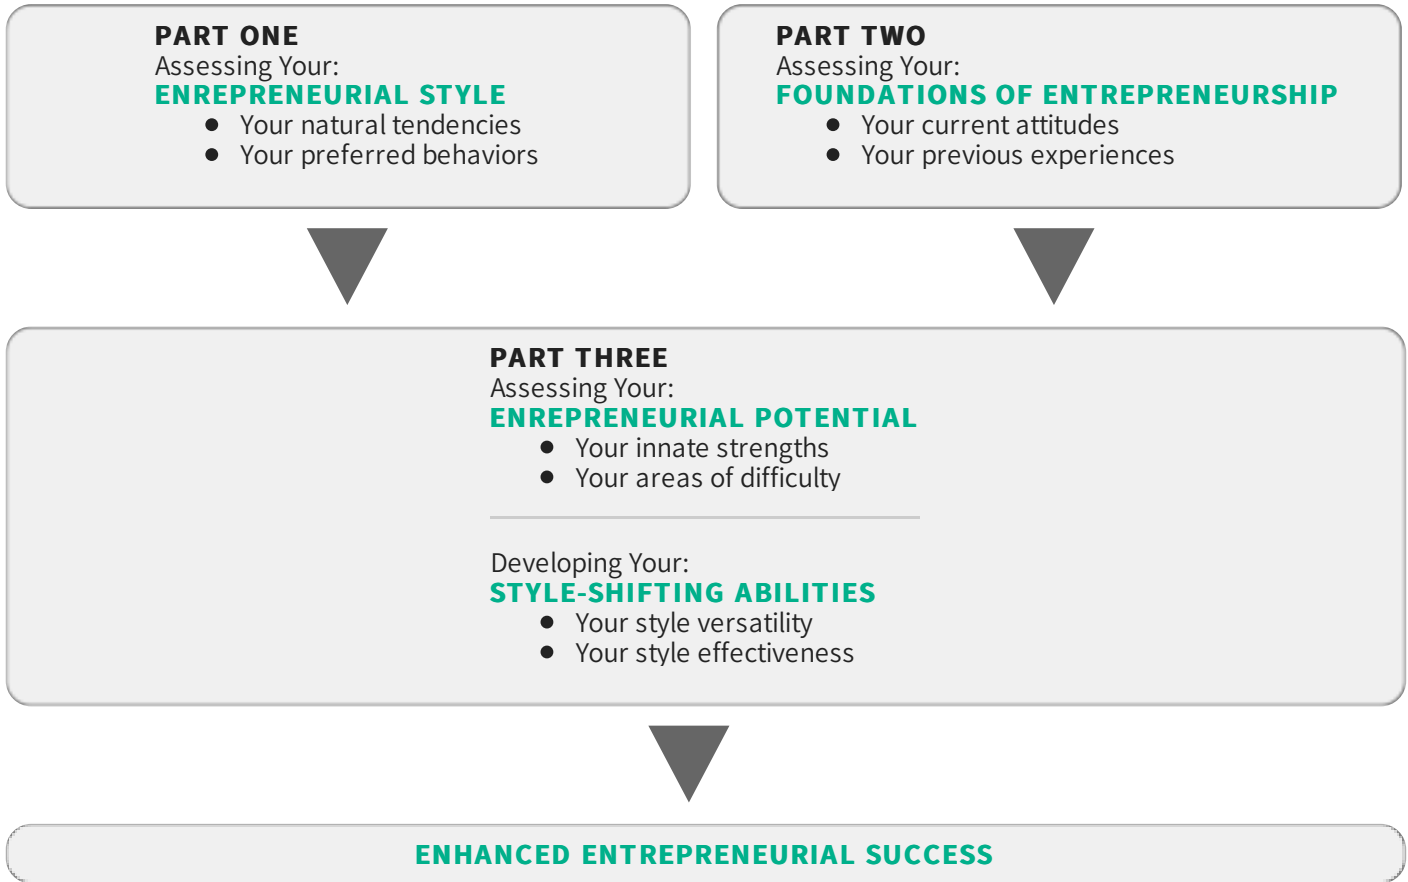 PART ONE
Assessing Your:
ENREPRENEURIAL STYLE
● Your natural tendencies
● Your preferred behaviors
PART TWO
Assessing Your:
FOUNDATIONS OF ENTREPRENEURSHIP
● Your current attitudes
● Your previous experiences
PART THREE
Assessing Your:
ENREPRENEURIAL POTENTIAL
● Your innate strengths
● Your areas of difficulty
Developing Your:
STYLE-SHIFTING ABILITIES
● Your style versatility
● Your style effectiveness
ENHANCED ENTREPRENEURIAL SUCCESS